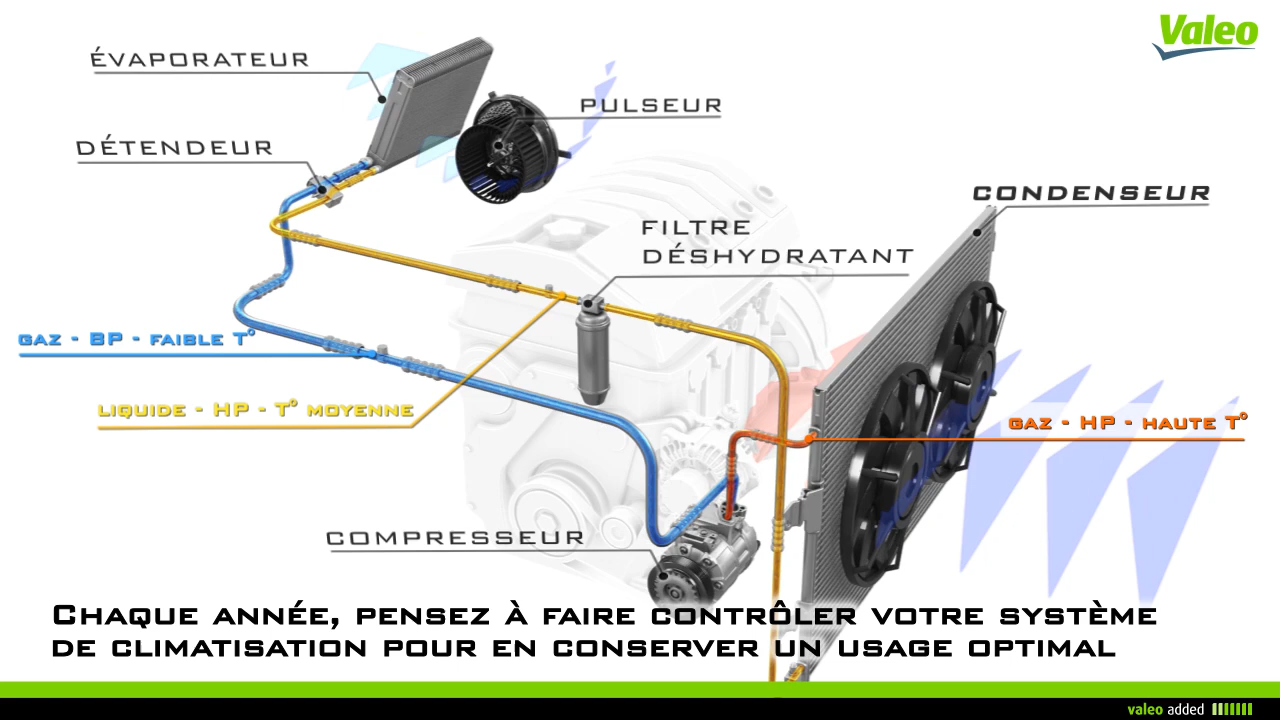 Valeo
ÉVAPORATEUR
PULSEUR
DÉTENDEUR
CONDENSEUR
FILTRE
DÉSHYDRATANT
GAZ - BP - FAIBLE T°
LIQUIDE - HP - T° MOYENNE
GAZ - HP - HAUTE T°
COMPRESSEUR
CHAQUE ANNÉE, PENSEZ À FAIRE CONTRÔLER VOTRE SYSTÈME
DE CLIMATISATION POUR EN CONSERVER UN USAGE OPTIMAL
valeo added